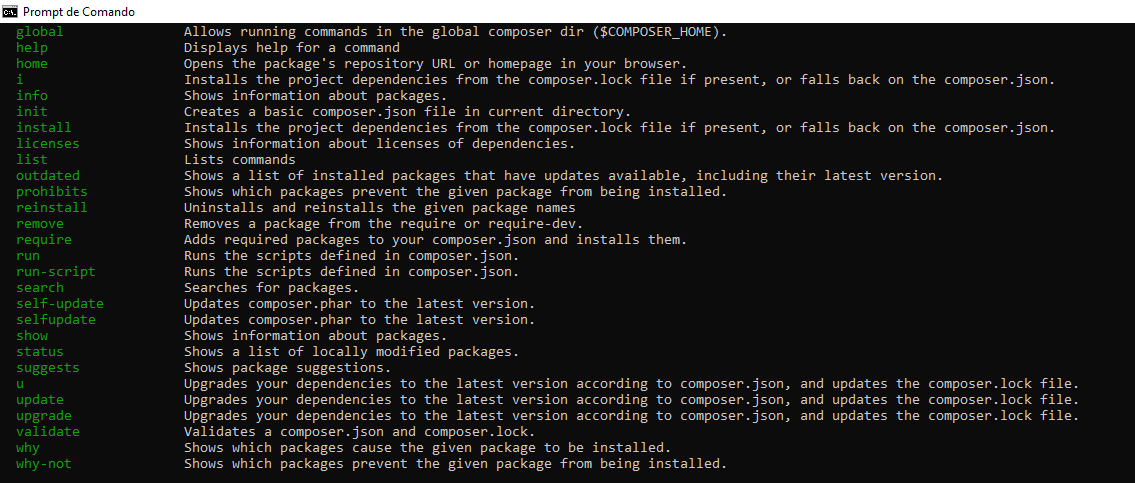 Prompt de Comando
global Allows running commands in the global composer dir ($COMPOSER_HOME).
help Displays help for a command
home Opens the package's repository URL or homepage in your browser.
i Installs the project dependencies from the composer.lock file if present, or falls back on the composer.json.
info Shows information about packages.
init Creates a basic composer.json file in current directory.
install Installs the project dependencies from the composer.lock file if present, or falls back on the composer.json.
licenses Shows information about licenses of dependencies.
list Lists commands
outdated Shows a list of installed packages that have updates available, including their latest version.
prohibits Shows which packages prevent the given package from being installed.
reinstall Uninstalls and reinstalls the given package names
remove Removes a package from the require or require-dev.
require Adds required packages to your composer.json and installs them.
run Runs the scripts defined in composer.json.
run-script Runs the scripts defined in composer.json.
search Searches for packages.
self-update Updates composer.phar to the latest version.
selfupdate Updates composer.phar to the latest version.
show Shows information about packages.
status Shows a list of locally modified packages.
suggests Shows package suggestions.
u Upgrades your dependencies to the latest version according to composer.json, and updates the composer.lock file.
update Upgrades your dependencies to the latest version according to composer.json, and updates the composer.lock file.
upgrade Upgrades your dependencies to the latest version according to composer.json, and updates the composer.lock file.
validate Validates a composer.json and composer.lock.
why Shows which packages cause the given package to be installed.
why-not Shows which packages prevent the given package from being installed.